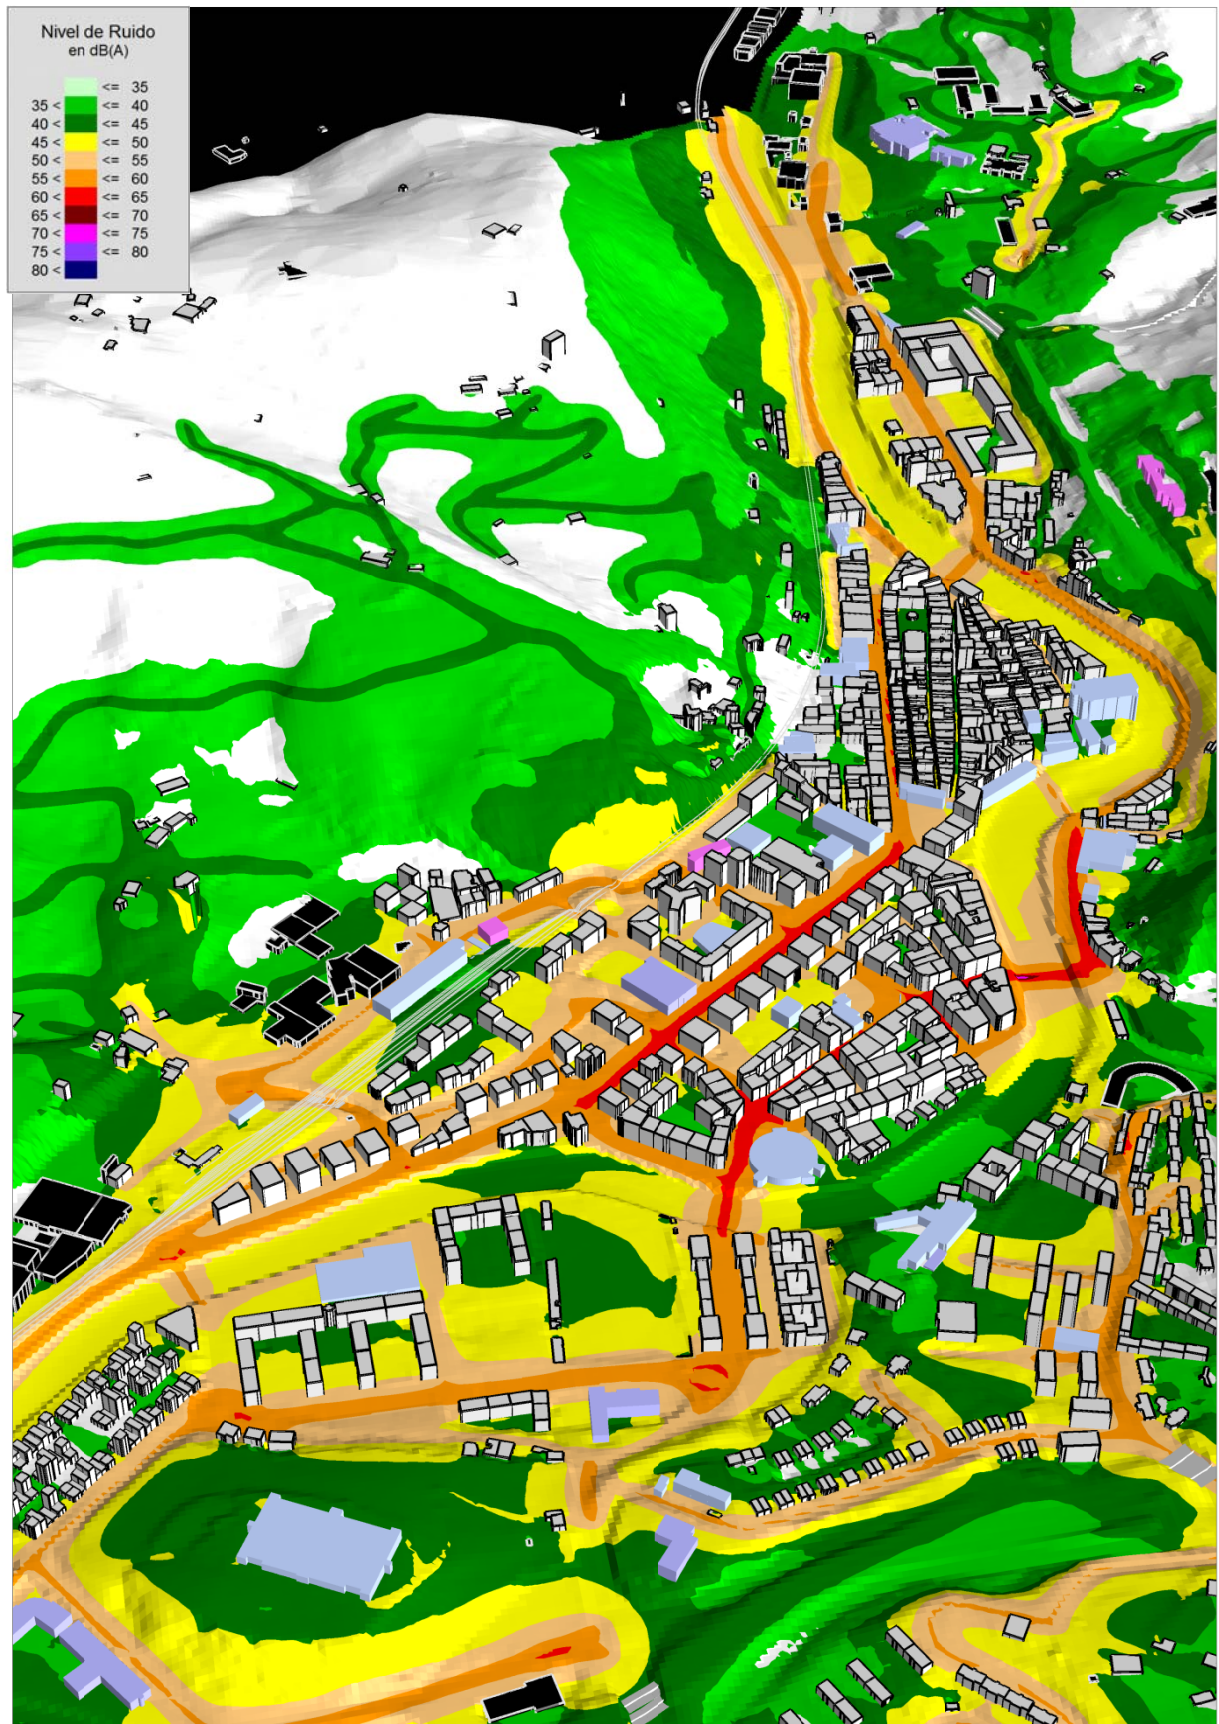 Nivel de Ruido
en dB(A)
<= 35
35 < <= 40
40 < <= 45
45 < <= 50
50 < <= 55
55 < <= 60
60 < <= 65
65 < <= 70
70 < <= 75
75 < <= 80
80 <